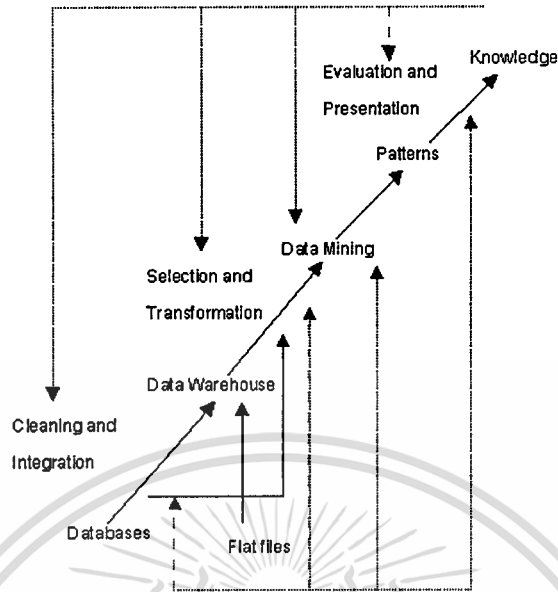 Knowledge
Evaluation and
Presentation
Patterns
Data Mining
Selection and
Transformation
Data Warehouse
Cleaning and
Integration
Databases
Flat files